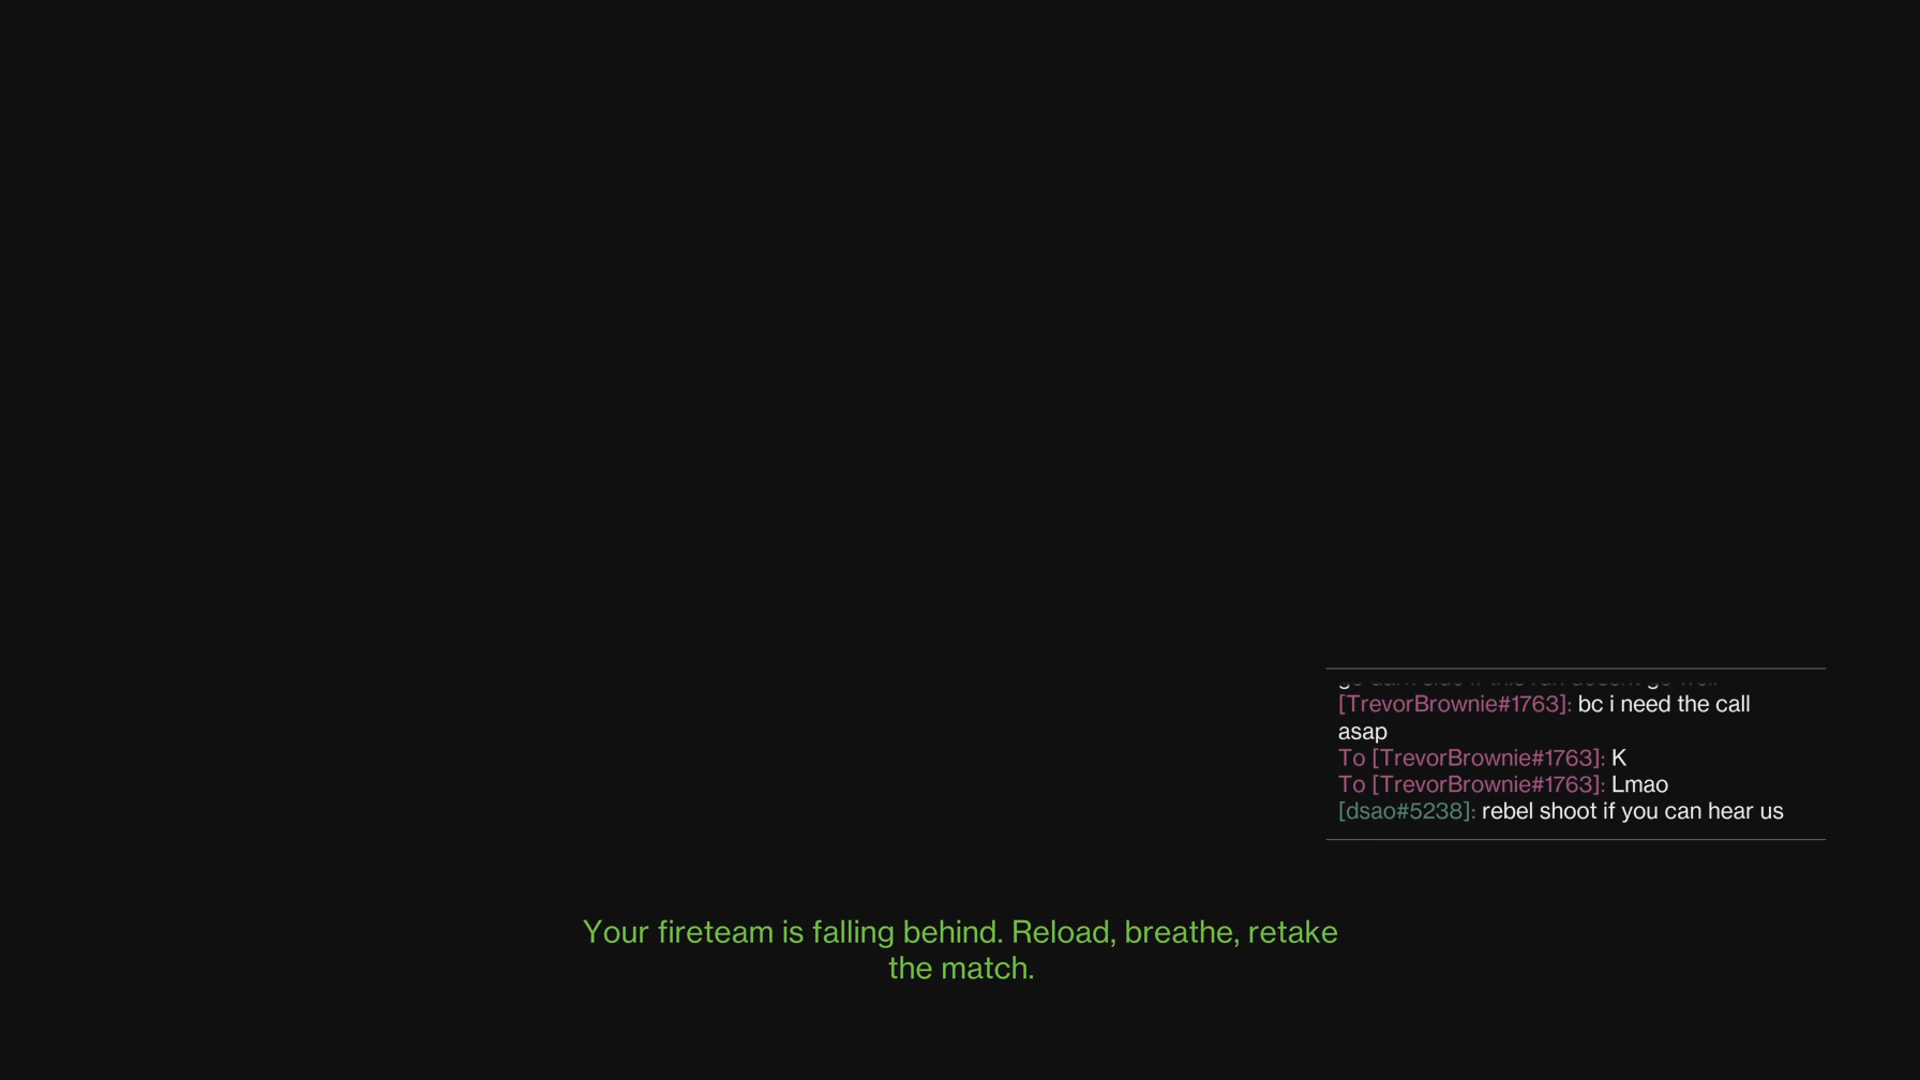 [TrevorBrownie#1763]: bc i need the call
asap
To [TrevorBrownie#1763]: K
To [TrevorBrownie#1763]: Lmao
[dsao#5238]: rebel shoot if you can hear us
Your fireteam is falling behind. Reload, breathe, retake
the match.